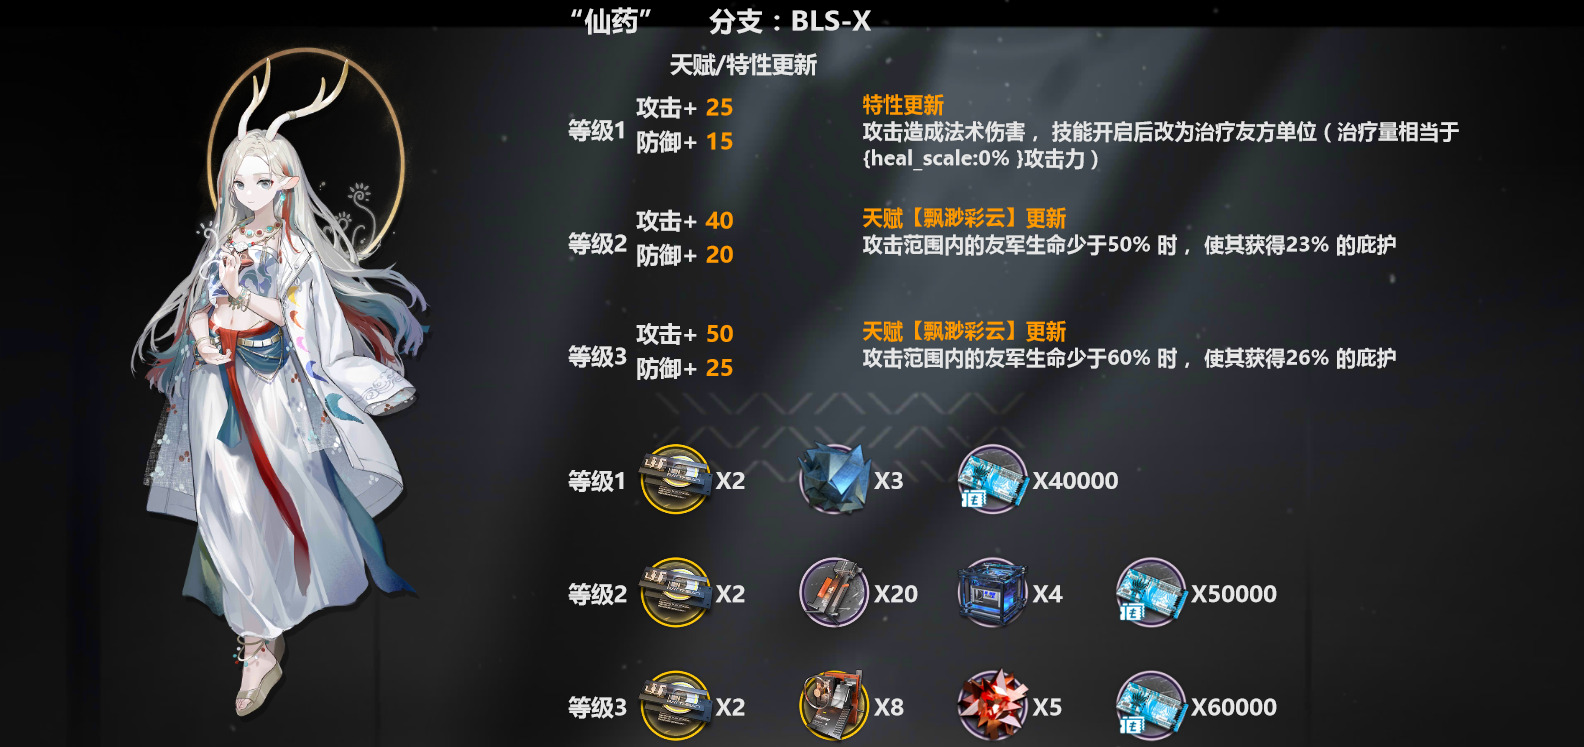 “仙药” 分支：BLS-X
天赋/特性更新
等级1
攻击+ 25
防御+ 15
特性更新
攻击造成法术伤害，技能开启后改为治疗友方单位（治疗量相当于
{heal_scale:0% }攻击力）
等级2
攻击+ 40
防御+ 20
天赋【飘渺彩云】更新
攻击范围内的友军生命少于50% 时，使其获得23% 的庇护
等级3
攻击+ 50
防御+ 25
天赋【飘渺彩云】更新
攻击范围内的友军生命少于60% 时，使其获得26% 的庇护
等级1 X2 X3 X40000
等级2 X2 X20 X4 X50000
等级3 X2 X8 X5 X60000